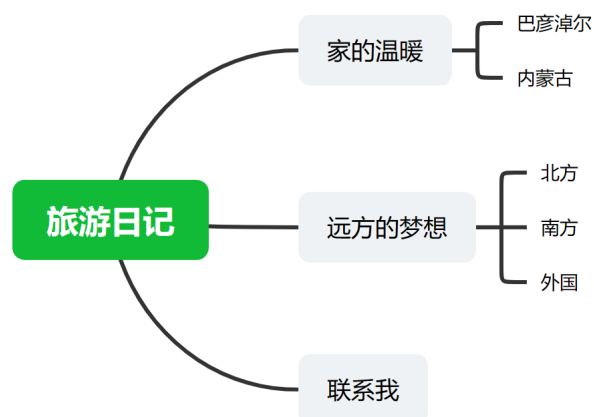 旅游日记
家的温暖
巴彦淖尔
内蒙古
远方的梦想
北方
南方
外国
联系我